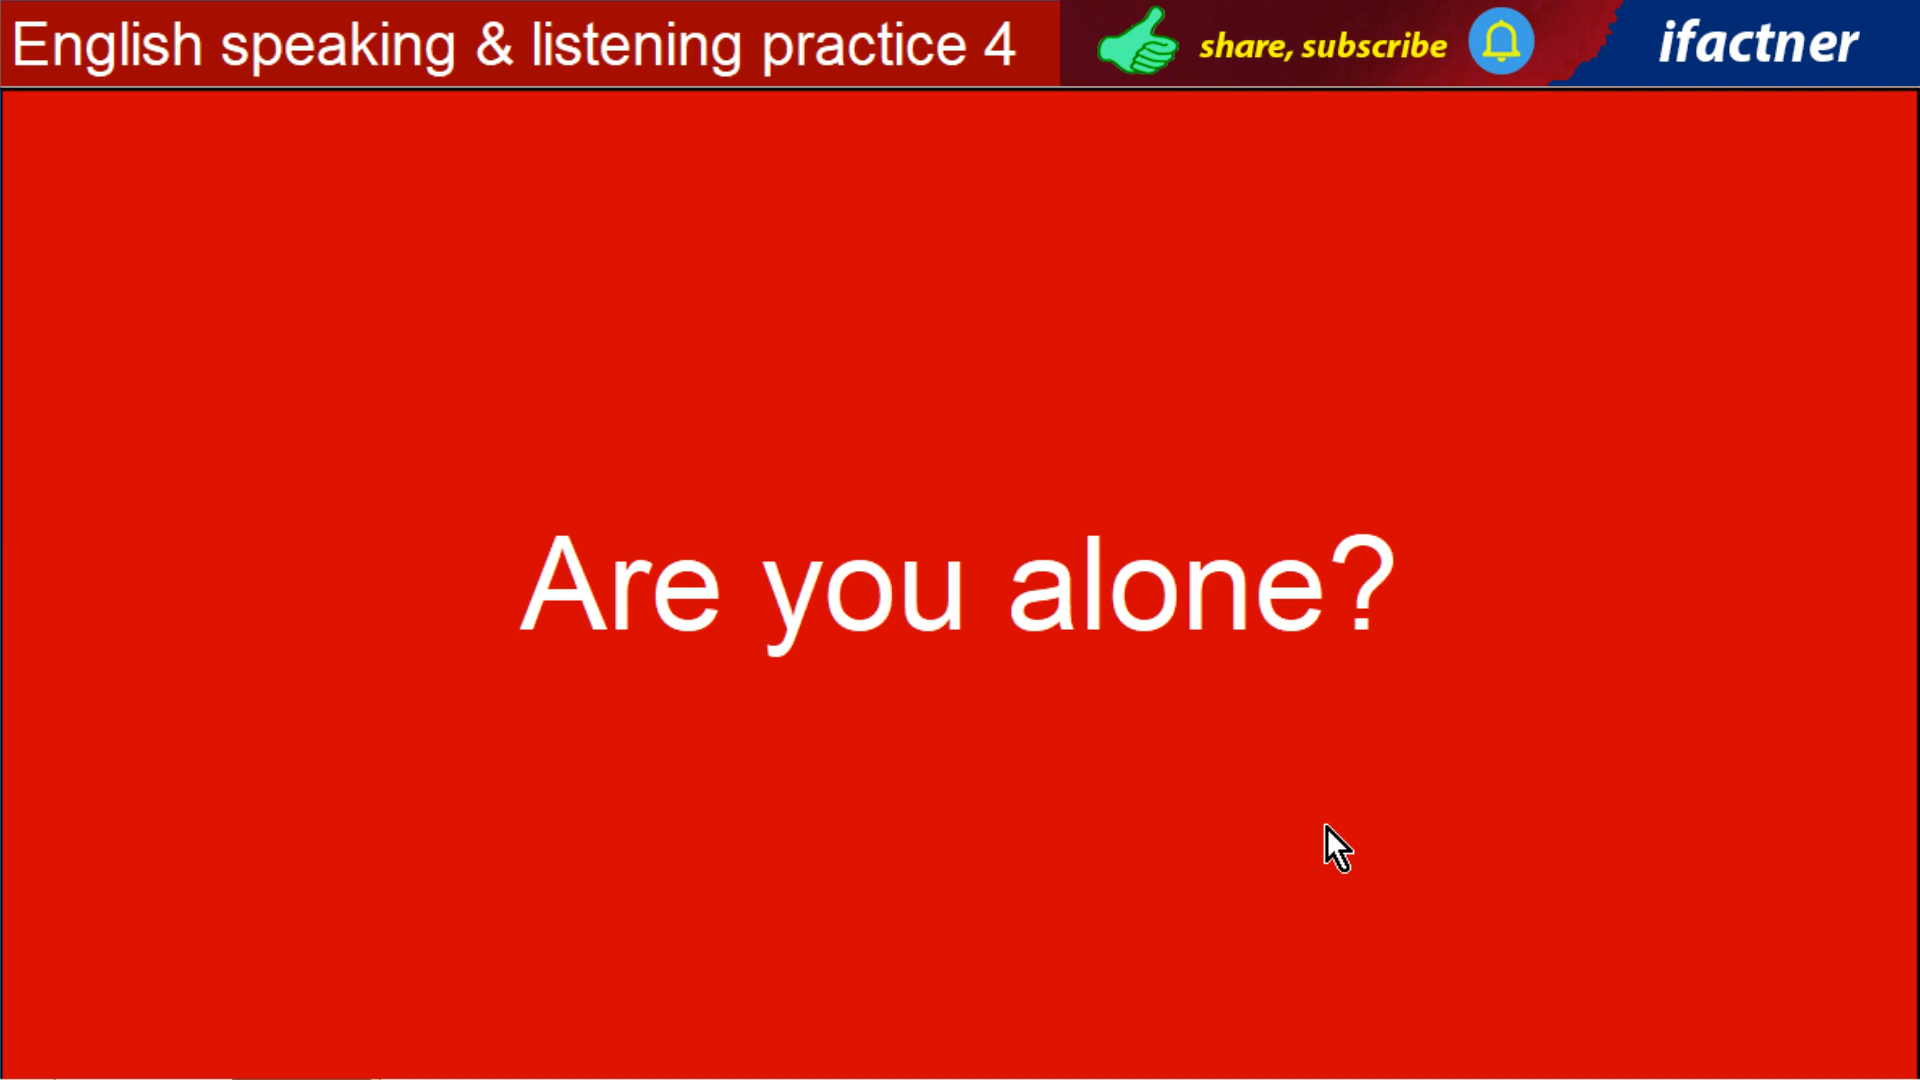 English speaking & listening practice 4
share, subscribe
ifactner
Are you alone?